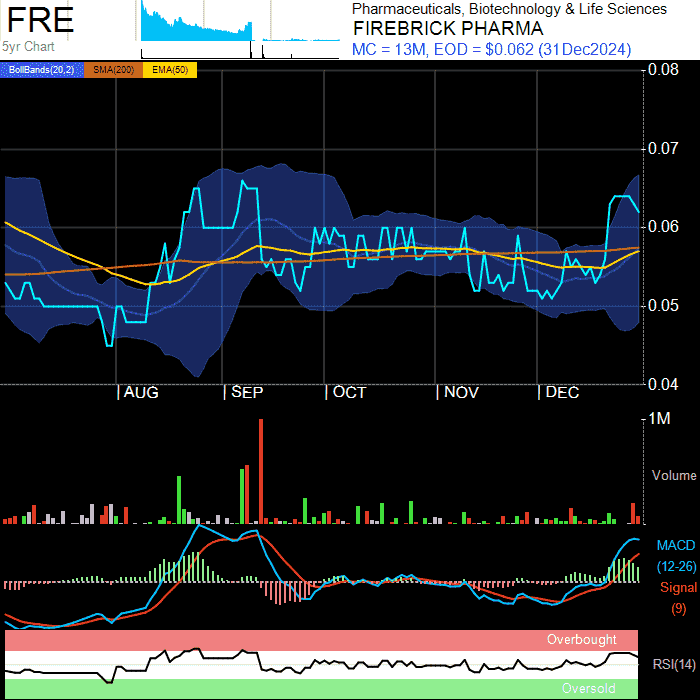 FRE
5yr Chart
Pharmaceuticals, Biotechnology & Life Sciences
FIREBRICK PHARMA
MC = 13M, EOD = $0.062 (31Dec2024)
BollBands(20,2) SMA(200) EMA(50)
0.08
0.07
0.06
0.05
0.04
AUG SEP OCT NOV DEC
1M
Volume
MACD
(12-26)
Signal
(9)
Overbought
RSI(14)
Oversold